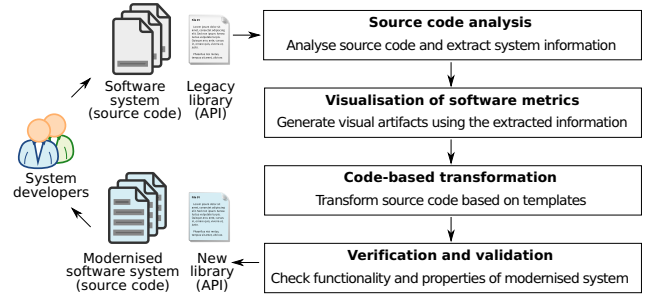 Source code analysis
Analyse source code and extract system information
Visualisation of software metrics
Generate visual artifacts using the extracted information
Code-based transformation
Transform source code based on templates
Verification and validation
Check functionality and properties of modernised system
Software
system
(source code)
Legacy
library
(API)
System
developers
Modernised
software system
(source code)
New
library
(API)